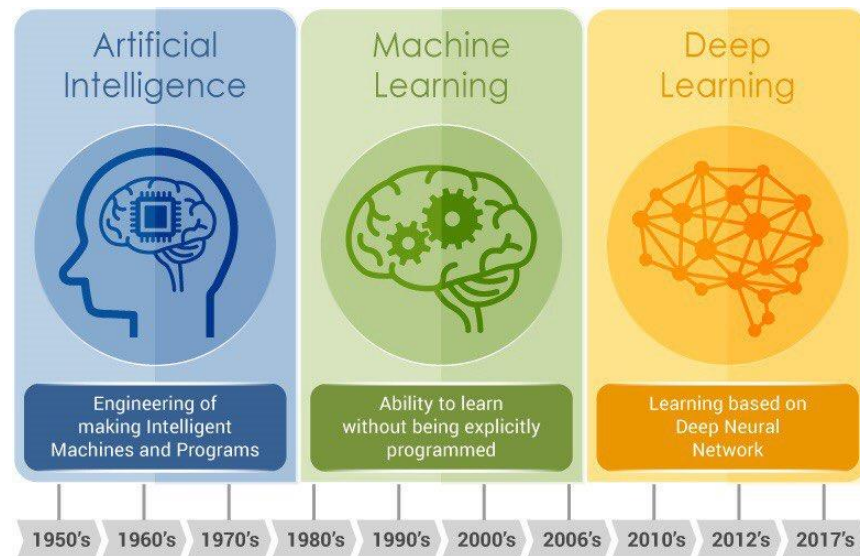 Artificial
Intelligence
Machine
Learning
Deep
Learning
Engineering of
making Intelligent
Machines and Programs
Ability to learn
without being explicitly
programmed
Learning based on
Deep Neural
Network
1950's
1960's
1970's
1980's
1990's
2000's
2006's
2010's
2012's
2017's